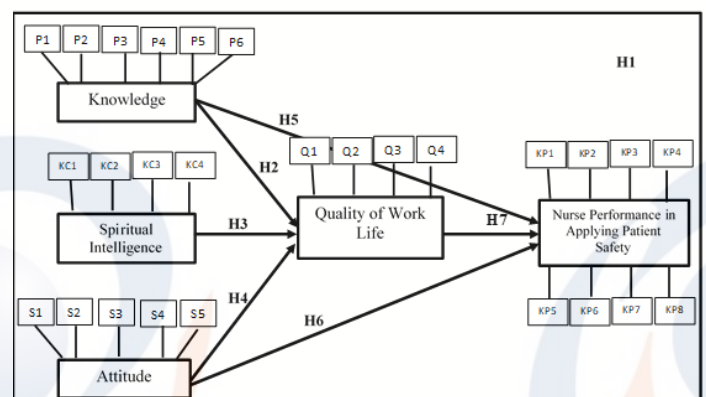 P1 P2 P3 P4 P5 P6
H1
Knowledge
H5
Q1 Q2 Q3 Q4
KP1 KP2 KP3 KP4
KC1 KC2 KC3 KC4
H2
Spiritual
Intelligence
H3
Quality of Work
Life
H7
Nurse Performance in
Applying Patient
Safety
H4
S1 S2 S3 S4 S5
H6
KP5 KP6 KP7 KP8
Attitude